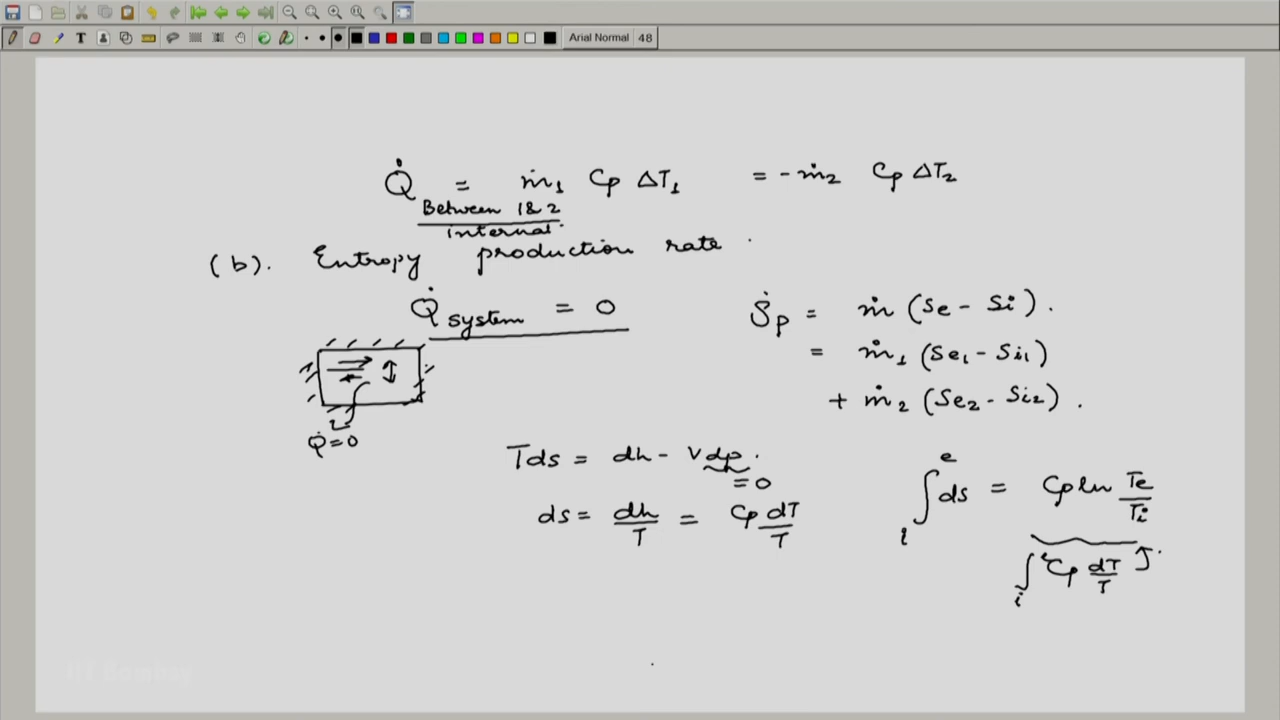 Arial Normal 48
Q̇ = ṁ₁ Cp ΔT₁ = - ṁ₂ Cp ΔT₂
Between 1 & 2
internal.
(b). Entropy production rate.
Q̇ system = 0
Ṡp = ṁ (Se - Si).
= ṁ₁ (Se₁ - Si₁)
+ ṁ₂ (Se₂ - Si₂).
Q̇ = 0
Tds = dh - vdp.
= 0
ds = dh/T = Cp dT/T
∫ᵢᵉ ds = Cp ln Te/Ti
∫ᵢᵉ Cp dT/T
IIT Bombay